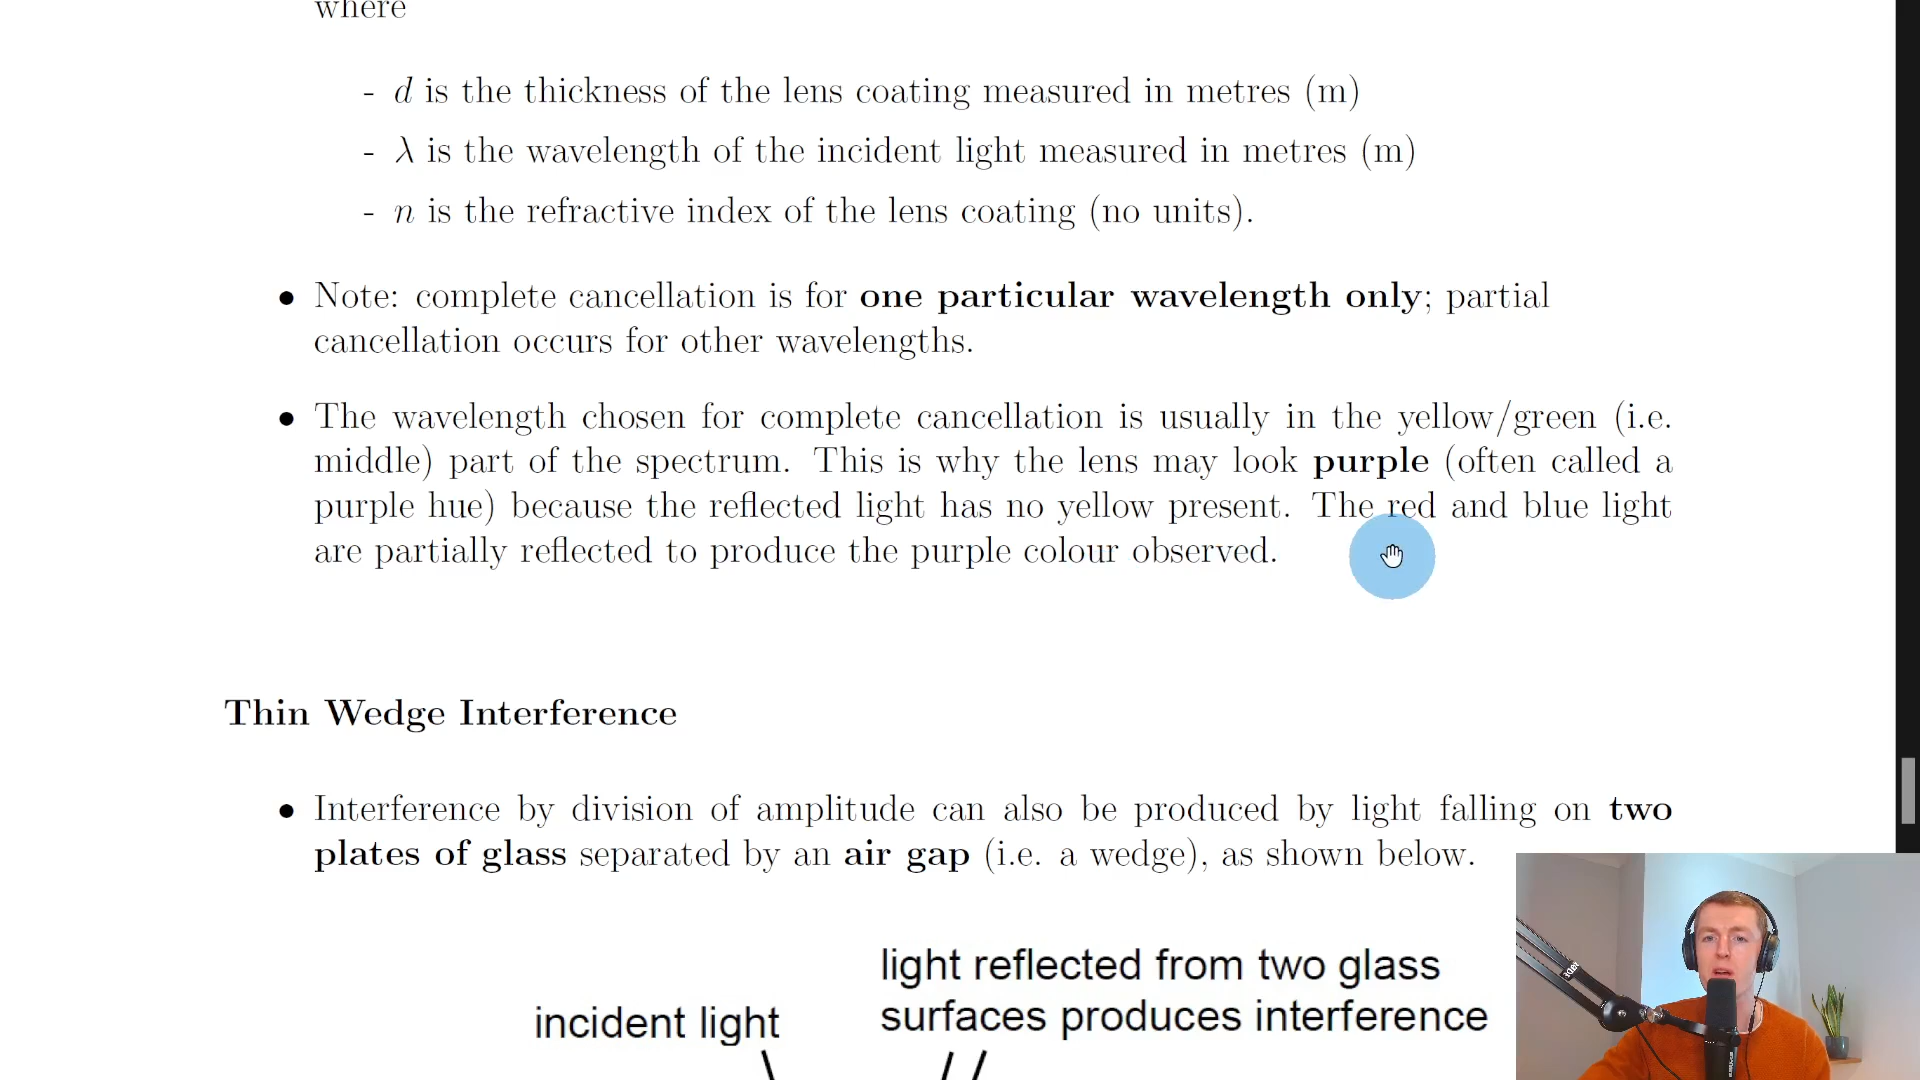 where
- d is the thickness of the lens coating measured in metres (m)
- λ is the wavelength of the incident light measured in metres (m)
- n is the refractive index of the lens coating (no units).
• Note: complete cancellation is for one particular wavelength only; partial
cancellation occurs for other wavelengths.
• The wavelength chosen for complete cancellation is usually in the yellow/green (i.e.
middle) part of the spectrum. This is why the lens may look purple (often called a
purple hue) because the reflected light has no yellow present. The red and blue light
are partially reflected to produce the purple colour observed.
Thin Wedge Interference
• Interference by division of amplitude can also be produced by light falling on two
plates of glass separated by an air gap (i.e. a wedge), as shown below.
light reflected from two glass
surfaces produces interference
incident light